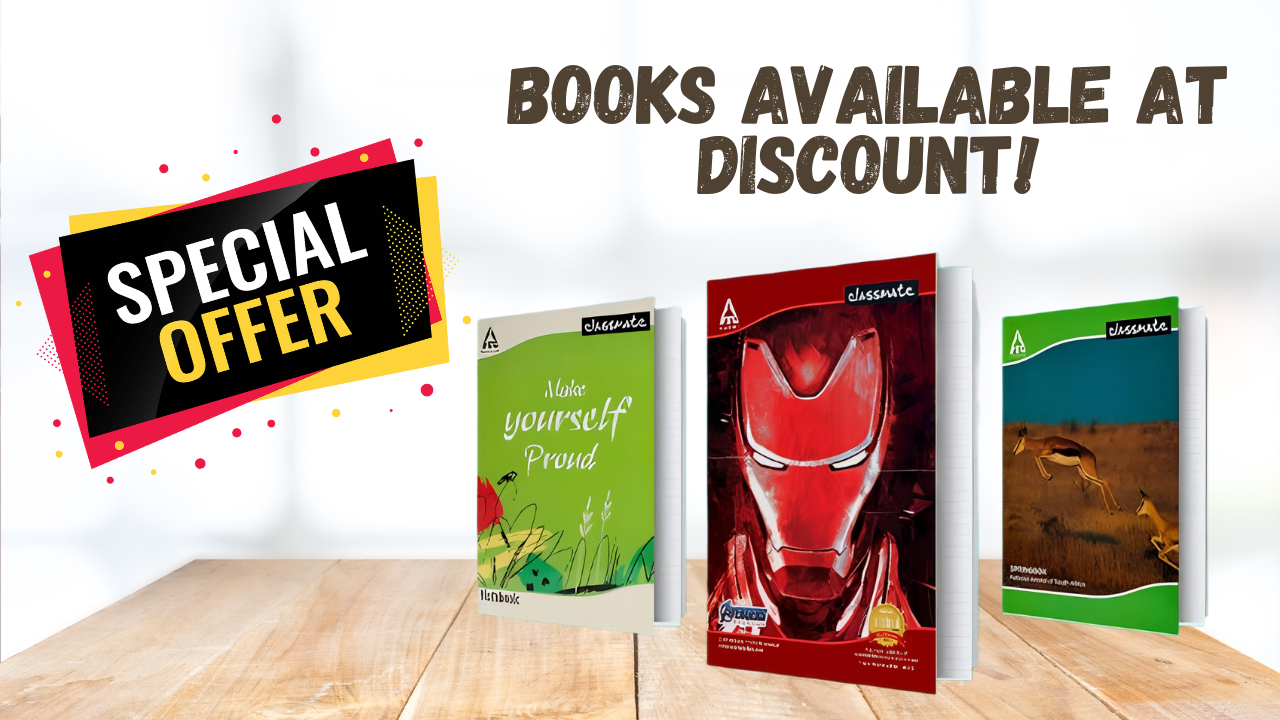 BOOKS AVAILABLE AT
DISCOUNT!
SPECIAL
OFFER
classmate
Make
yourself
Proud
classmate
classmate